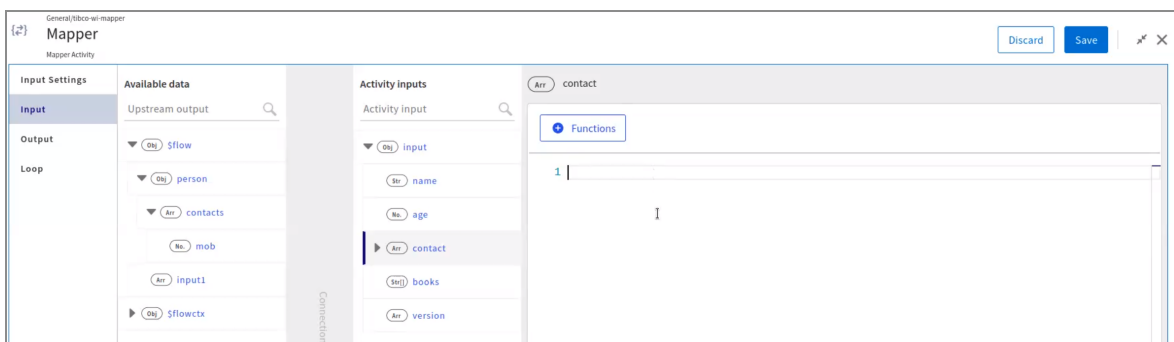 General/tibco-wi-mapper
Mapper
Mapper Activity
Discard
Save
Input Settings
Input
Output
Loop
Available data
Upstream output
Obj $flow
Obj person
Arr contacts
No. mob
Arr input1
Obj $flowctx
Connection
Activity inputs
Activity input
Obj input
Str name
No. age
Arr contact
Str[] books
Arr version
Arr contact
Functions
1